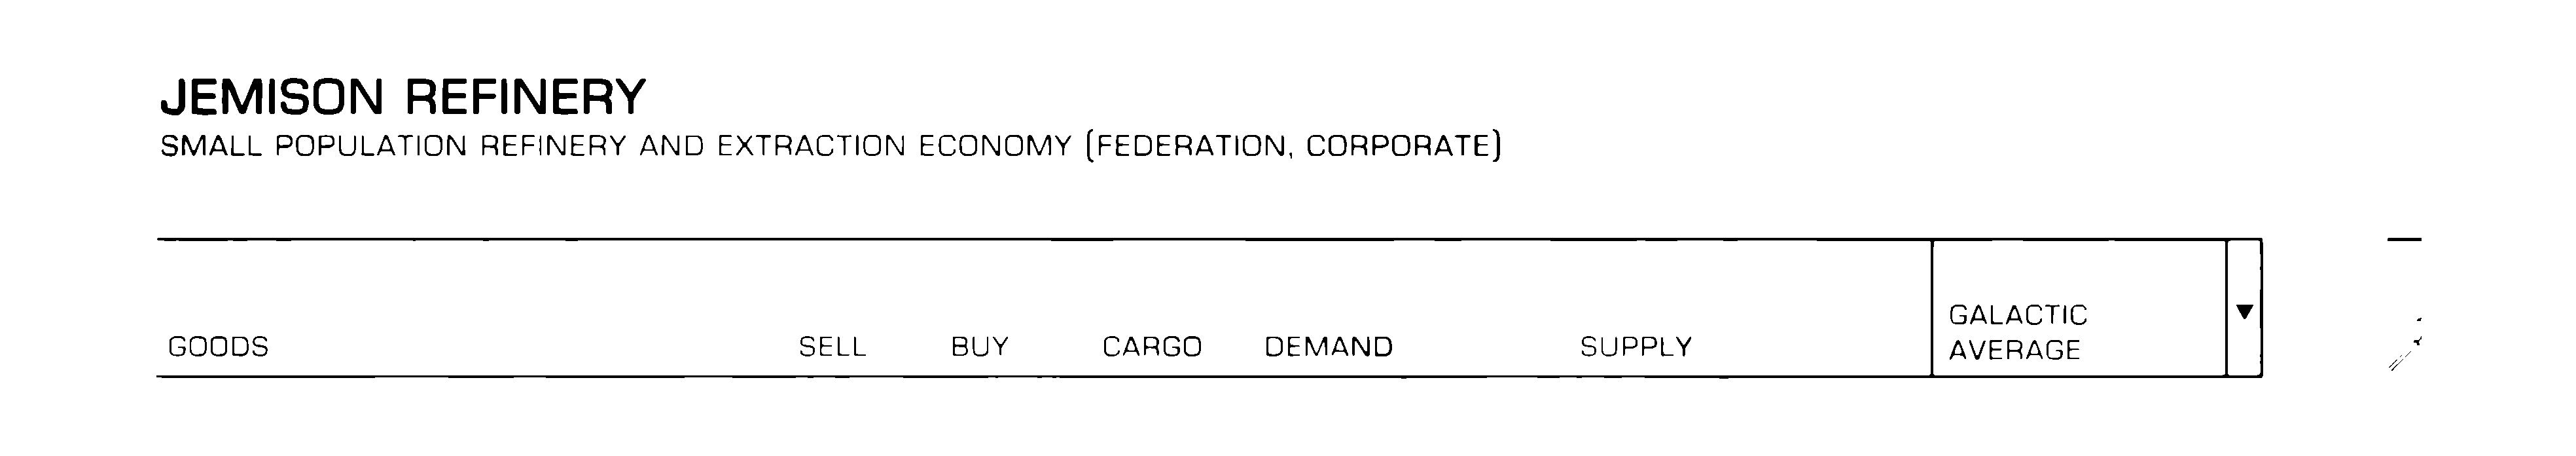 JEMISON REFINERY
SMALL POPULATION REFINERY AND EXTRACTION ECONOMY (FEDERATION, CORPORATE)
GOODS SELL BUY CARGO DEMAND SUPPLY GALACTIC
AVERAGE